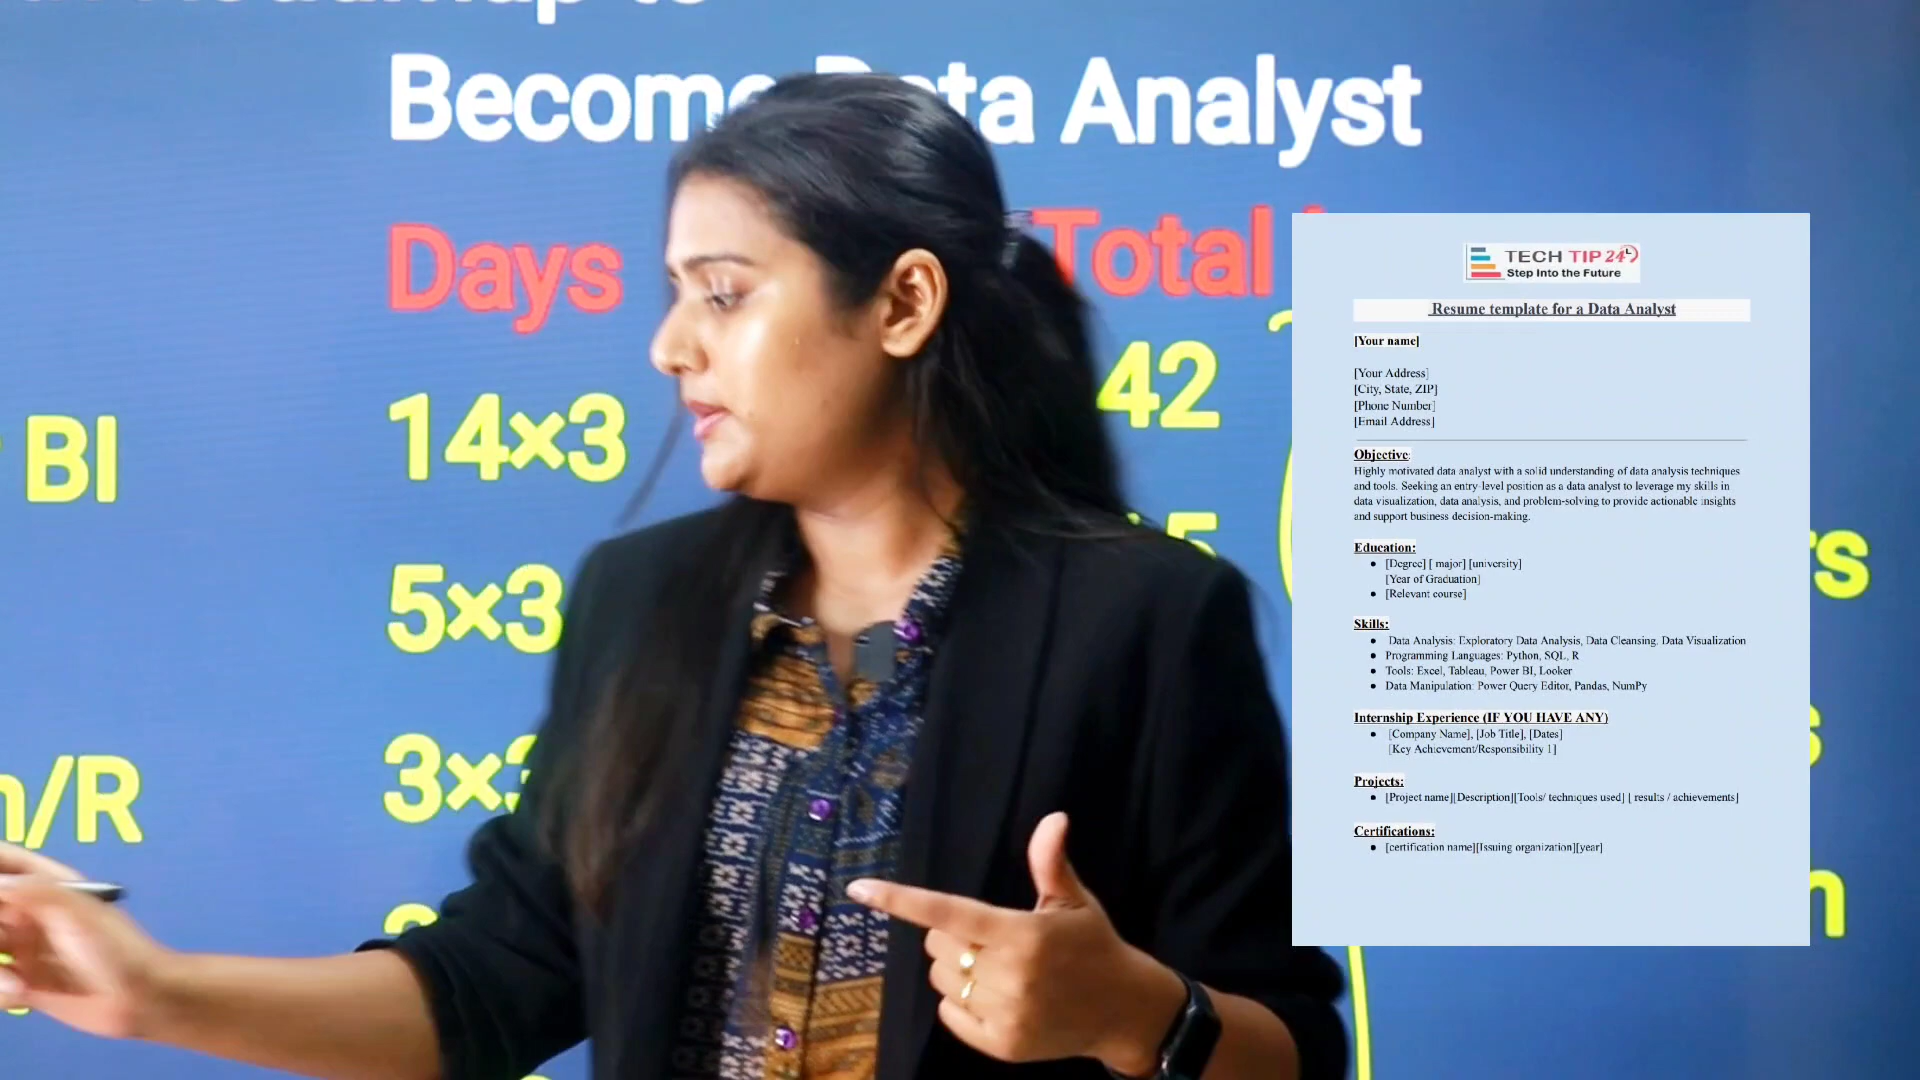 Become Data Analyst
Days Total
BI 14×3 42
5×3
/R 3×3
TECH TIP 24
Step Into the Future
Resume template for a Data Analyst
[Your name]
[Your Address]
[City, State, ZIP]
[Phone Number]
[Email Address]
Objective:
Highly motivated data analyst with a solid understanding of data analysis techniques
and tools. Seeking an entry-level position as a data analyst to leverage my skills in
data visualization, data analysis, and problem-solving to provide actionable insights
and support business decision-making.
Education:
• [Degree] [ major] [university]
[Year of Graduation]
• [Relevant course]
Skills:
• Data Analysis: Exploratory Data Analysis, Data Cleansing. Data Visualization
• Programming Languages: Python, SQL, R
• Tools: Excel, Tableau, Power BI, Looker
• Data Manipulation: Power Query Editor, Pandas, NumPy
Internship Experience (IF YOU HAVE ANY)
• [Company Name], [Job Title], [Dates]
[Key Achievement/Responsibility 1]
Projects:
• [Project name][Description][Tools/ techniques used] [ results / achievements]
Certifications:
• [certification name][Issuing organization][year]